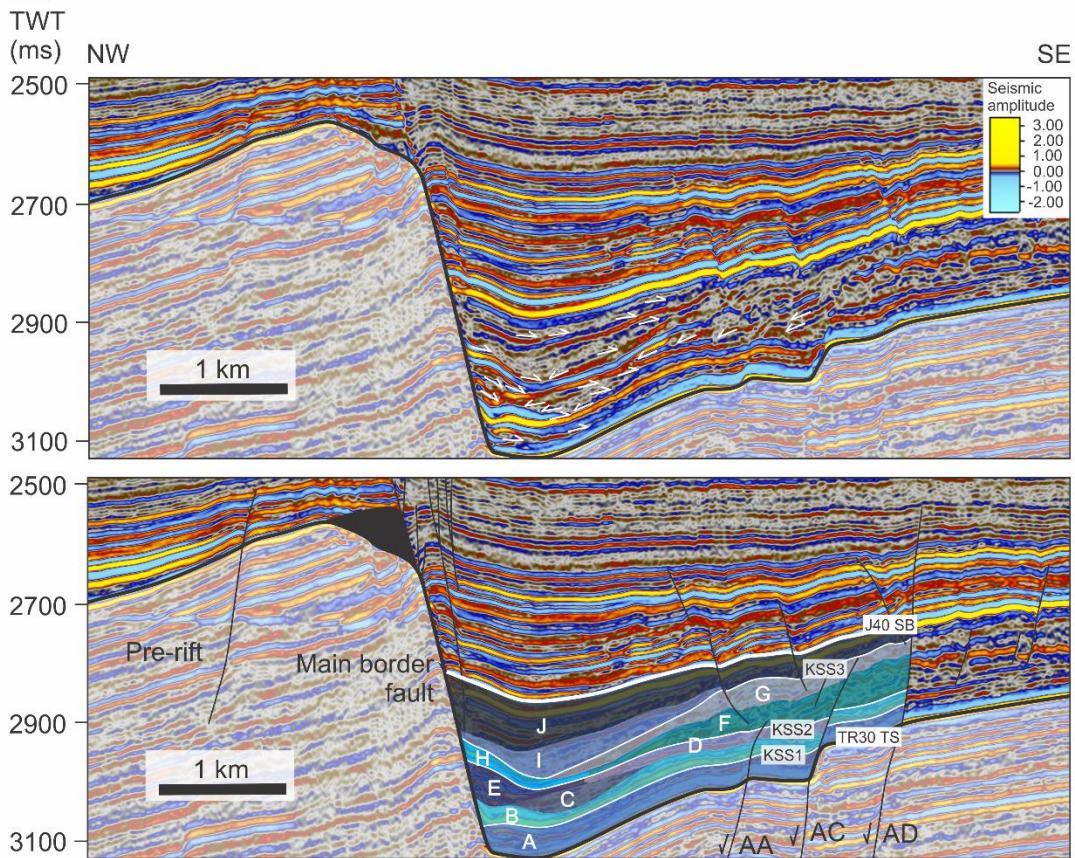 TWT
(ms)
NW
SE
2500
2700
2900
3100
Seismic
amplitude
3.00
2.00
1.00
0.00
-1.00
-2.00
1 km
2500
2700
2900
3100
Pre-rift
Main border
fault
J40 SB
KSS3
G
J
F
KSS2
TR30 TS
H
I
D
KSS1
E
C
B
A
AA
AC
AD
1 km